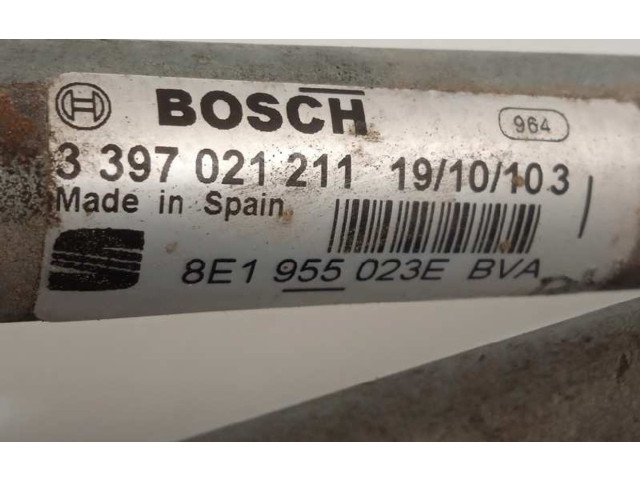 BOSCH
964
3 397 021 211 19/10/103
Made in Spain
8E1 955 023E BVA